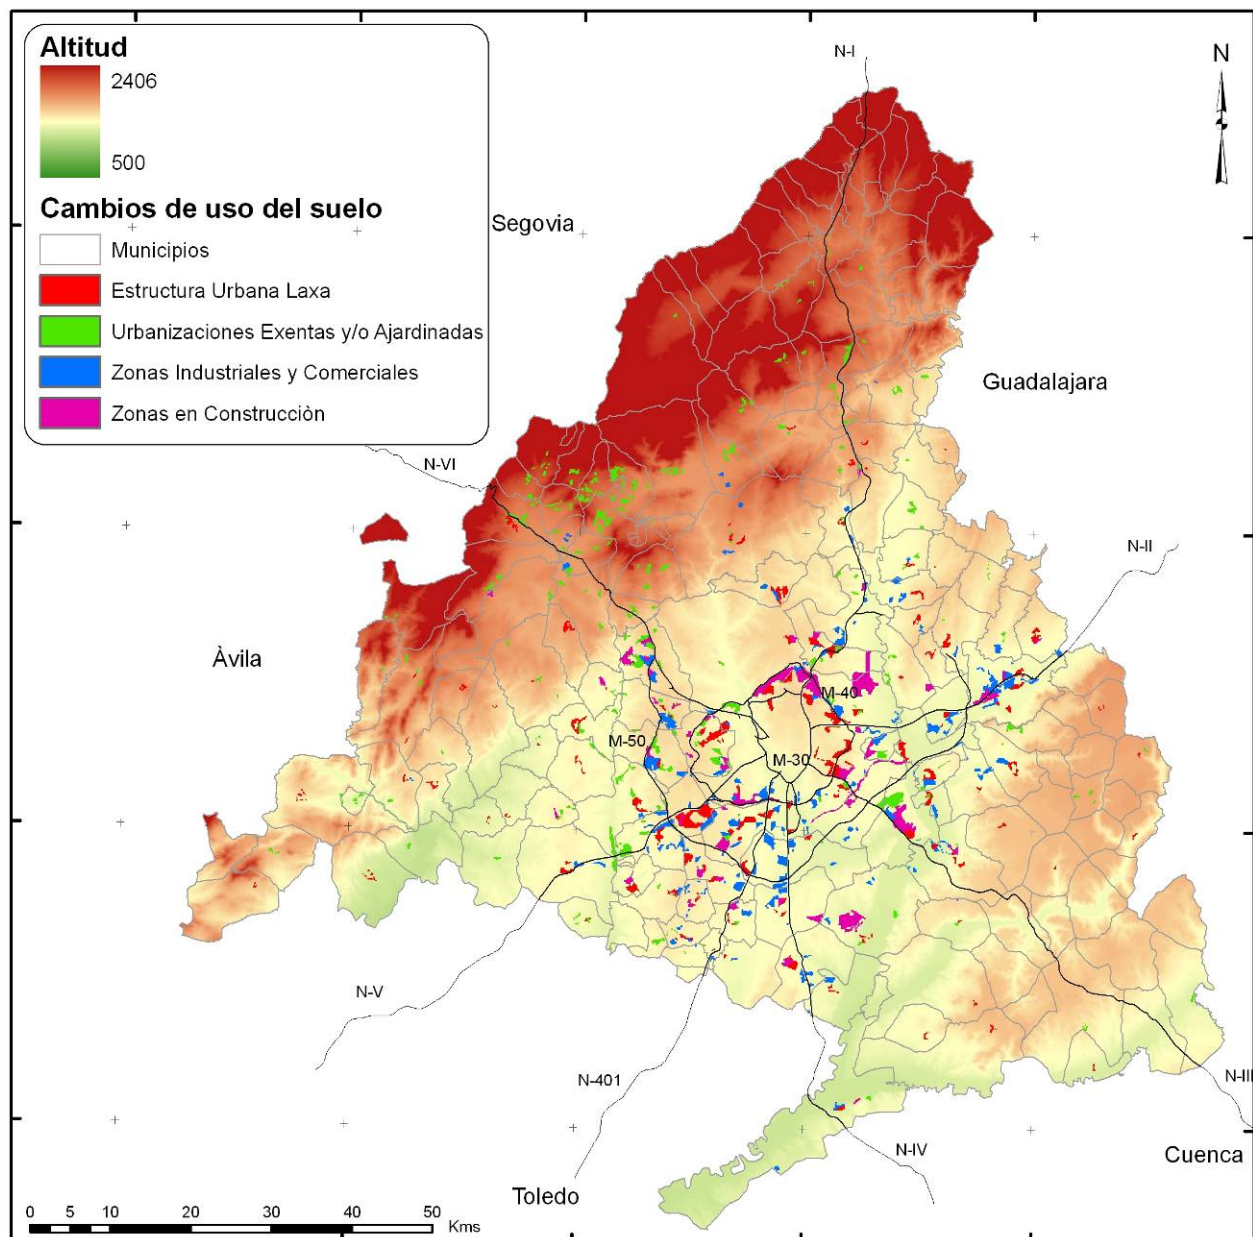 Altitud
2406
500
Cambios de uso del suelo
Municipios
Estructura Urbana Laxa
Urbanizaciones Exentas y/o Ajardinadas
Zonas Industriales y Comerciales
Zonas en Construcciòn
N-I
N
Segovia
Guadalajara
N-VI
N-II
Àvila
M-40
M-50
M-30
N-V
N-401
N-III
N-IV
Cuenca
Toledo
0 5 10 20 30 40 50
Kms